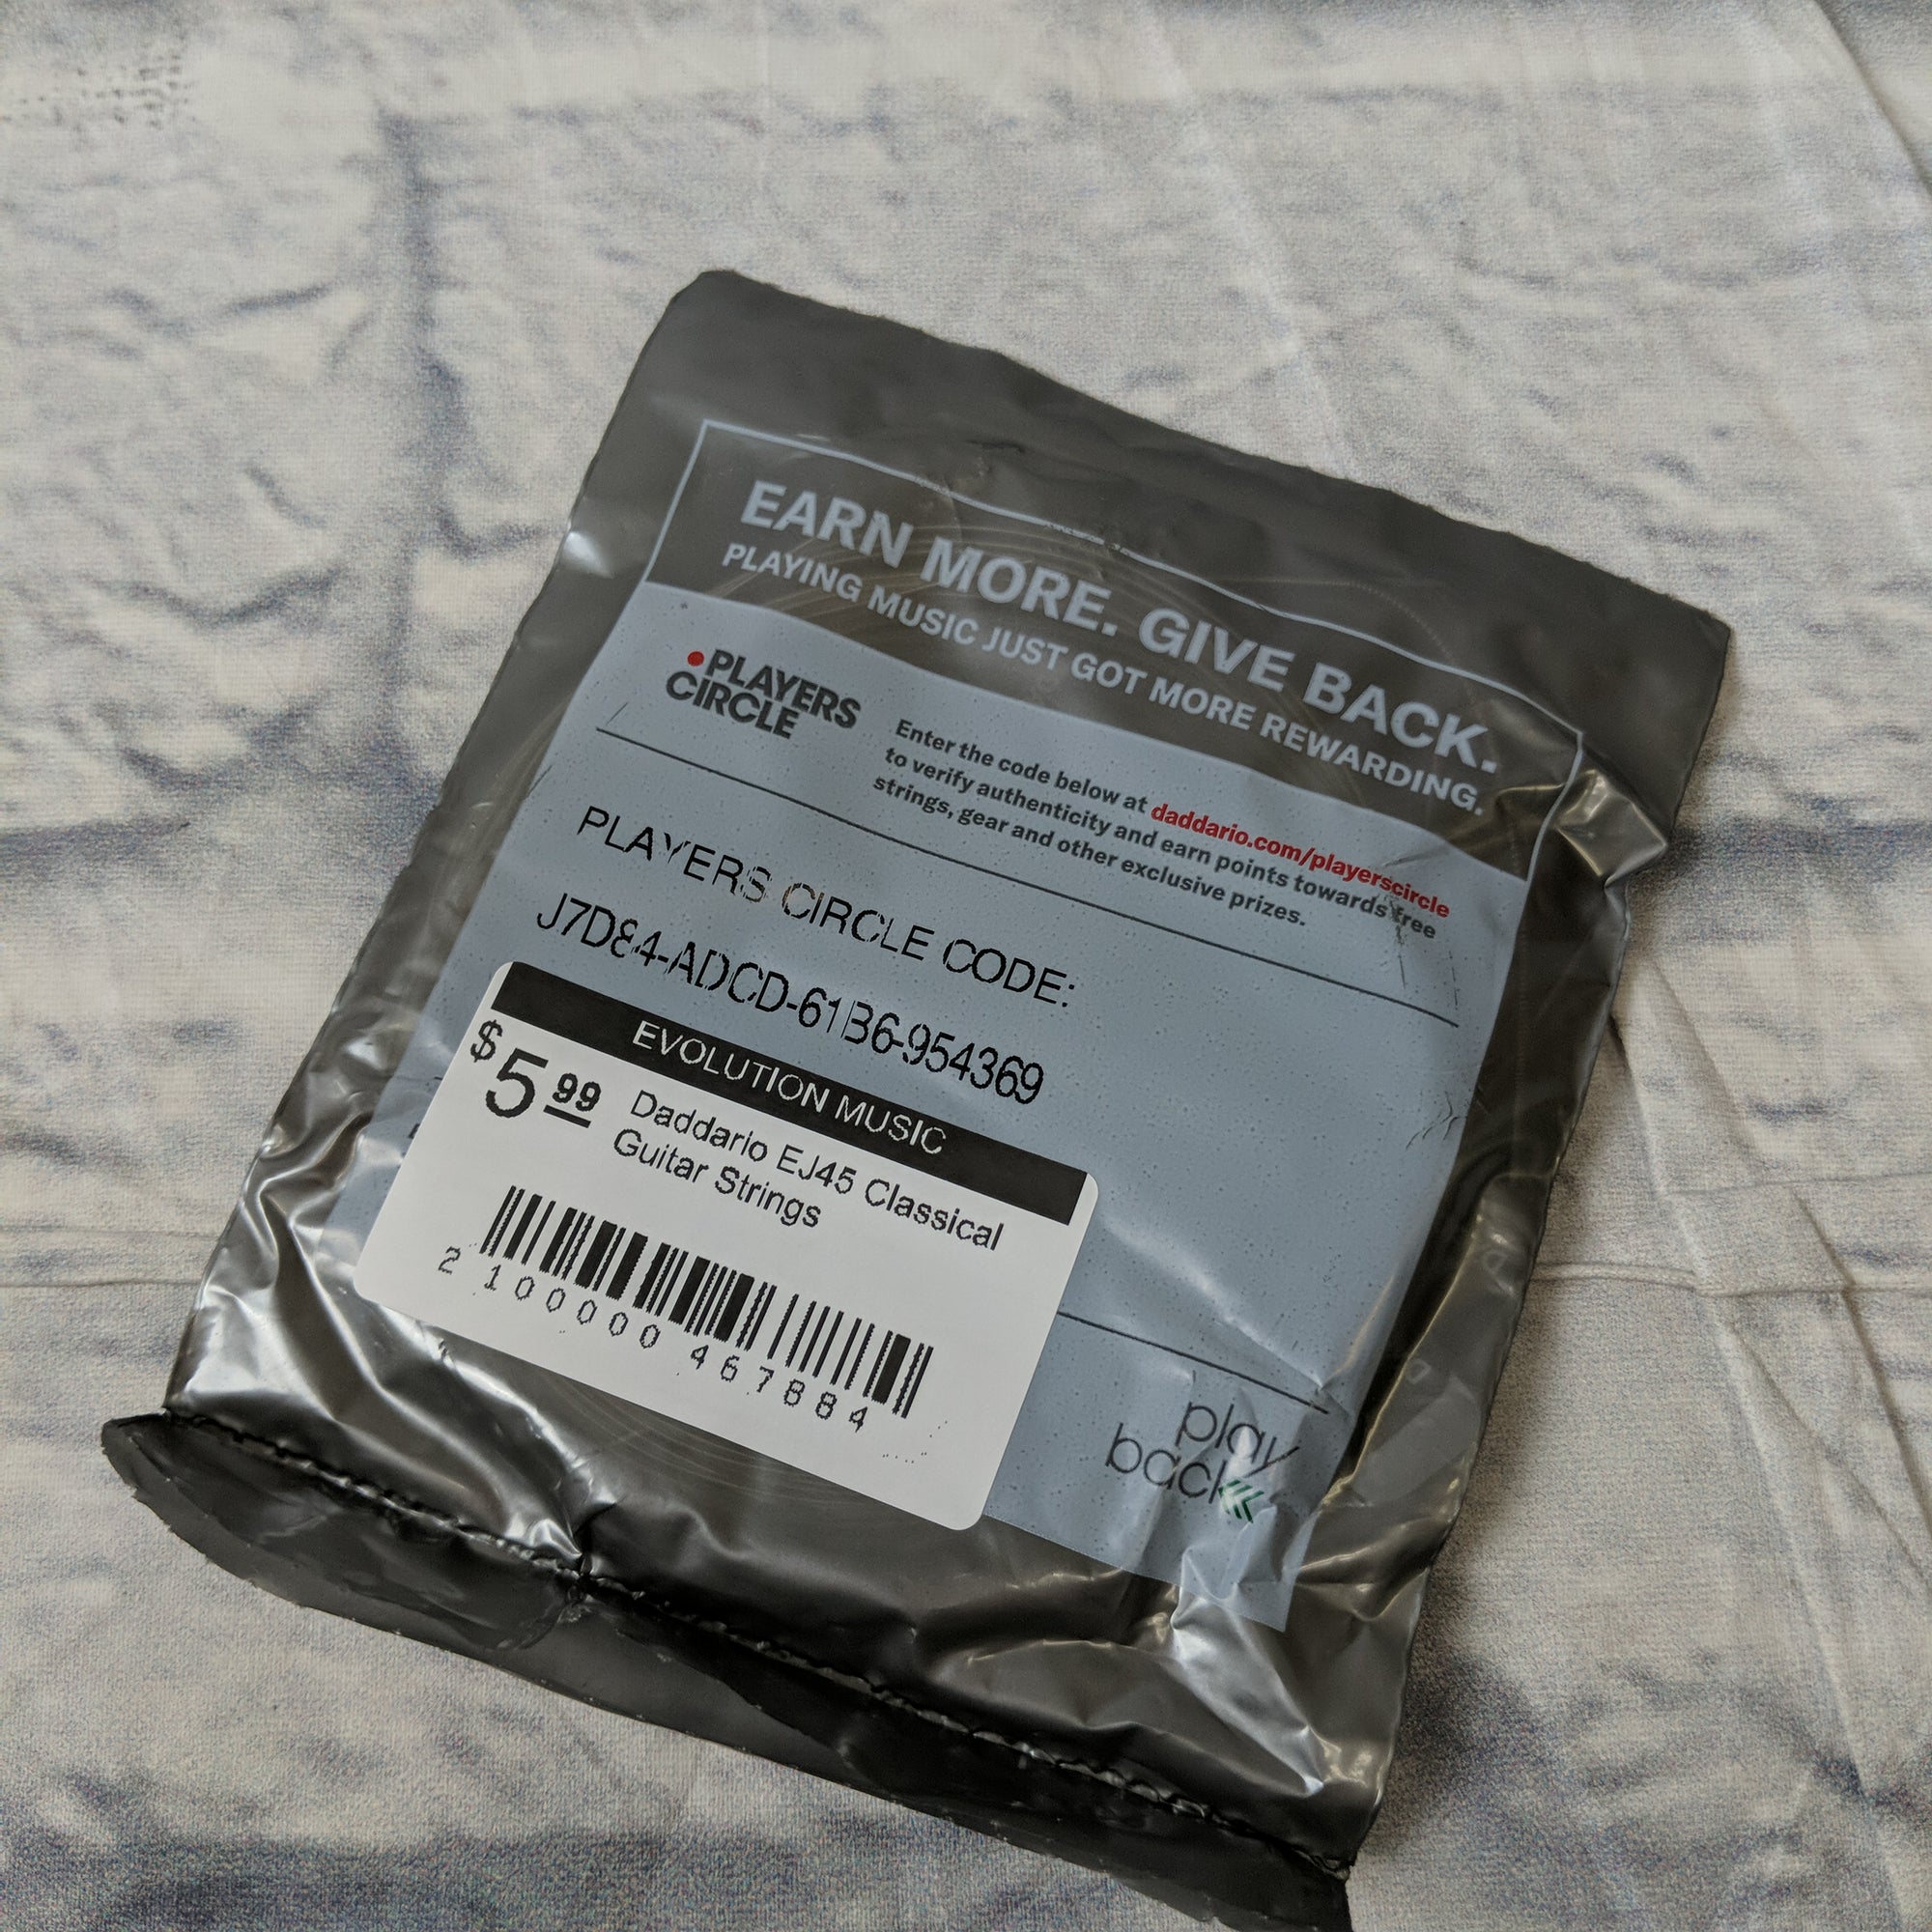 EARN MORE. GIVE BACK.
PLAYING MUSIC JUST GOT MORE REWARDING.
PLAYERS
CIRCLE
Enter the code below at daddario.com/playerscircle
to verify authenticity and earn points towards free
strings, gear and other exclusive prizes.
PLAYERS CIRCLE CODE:
J7D84-ADCD-61B6-954369
EVOLUTION MUSIC
$5.99
Daddario EJ45 Classical
Guitar Strings
2 100000 467884
play
back